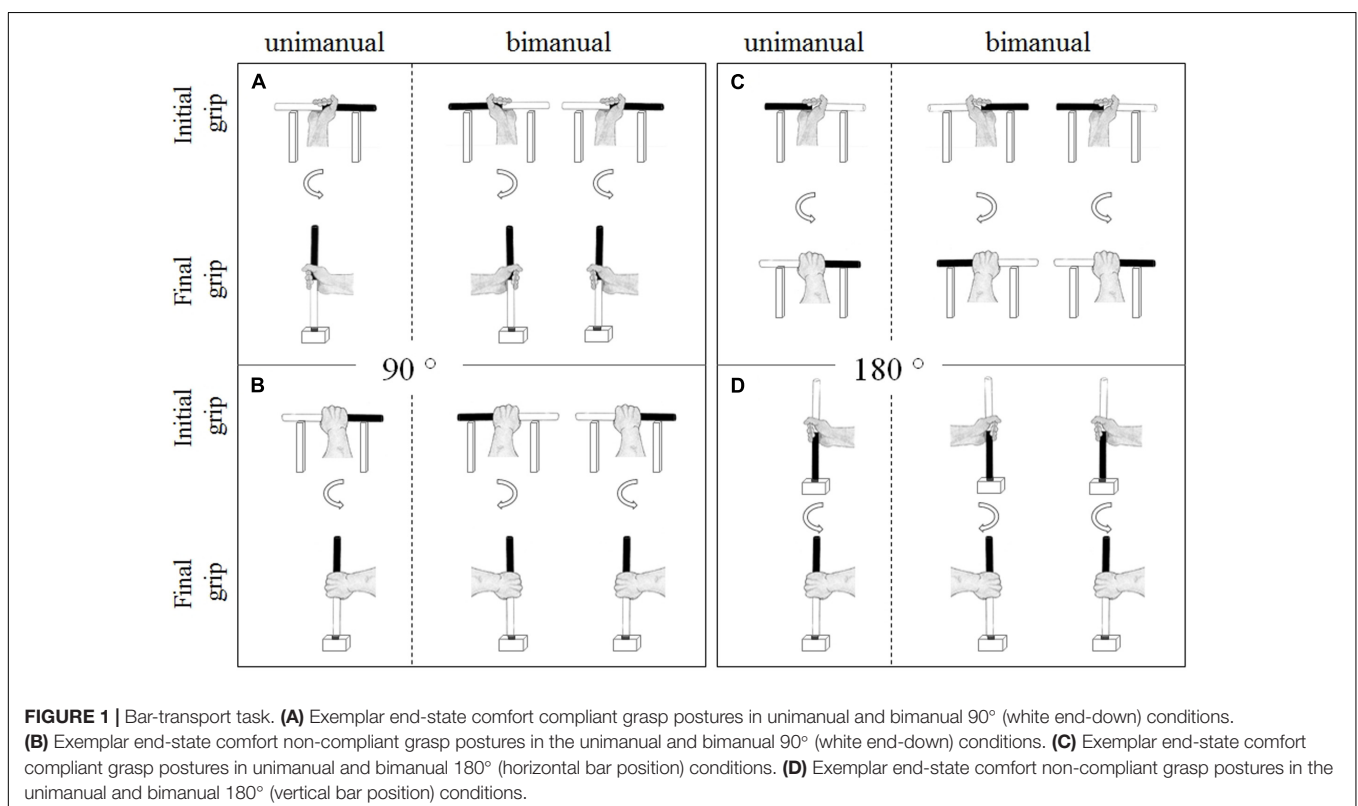 unimanual bimanual unimanual bimanual
A
C
Initial grip
Final grip
90 °
180 °
B
D
Initial grip
Final grip
FIGURE 1 | Bar-transport task. (A) Exemplar end-state comfort compliant grasp postures in unimanual and bimanual 90° (white end-down) conditions.
(B) Exemplar end-state comfort non-compliant grasp postures in the unimanual and bimanual 90° (white end-down) conditions. (C) Exemplar end-state comfort
compliant grasp postures in unimanual and bimanual 180° (horizontal bar position) conditions. (D) Exemplar end-state comfort non-compliant grasp postures in the
unimanual and bimanual 180° (vertical bar position) conditions.